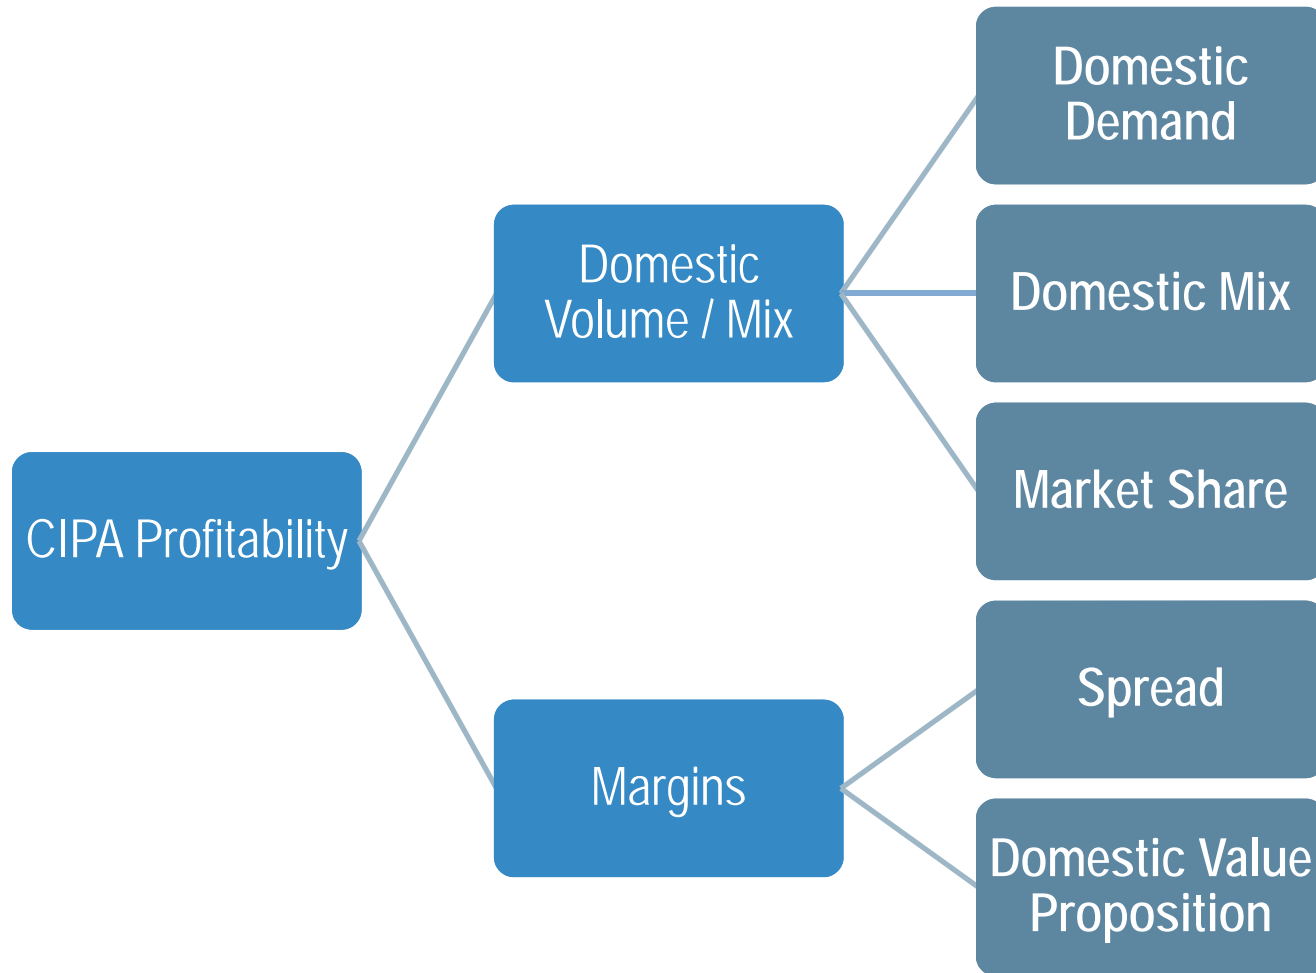 Domestic
Demand
Domestic
Volume / Mix
Domestic Mix
Market Share
CIPA Profitability
Spread
Margins
Domestic Value
Proposition